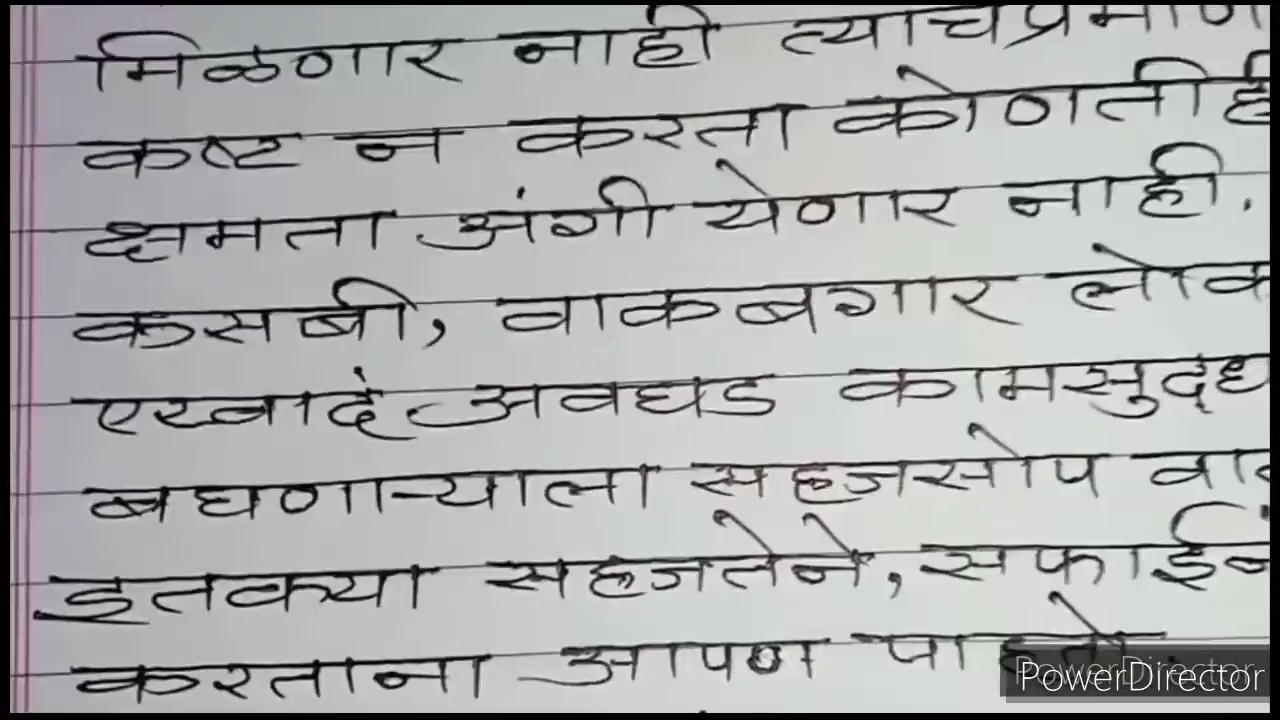 मिळणार नाही त्याचप्रमाण
कष्ट न करता कोणतीही
क्षमता अंगी येणार नाही.
कसबी, वाकबगार लोक
एखादं अवघड कामसुद्ध
बघणाऱ्याला सहजसोप वाट
इतक्या सहजतेने, सफाईन
करताना आपण पाहतो.
PowerDirector